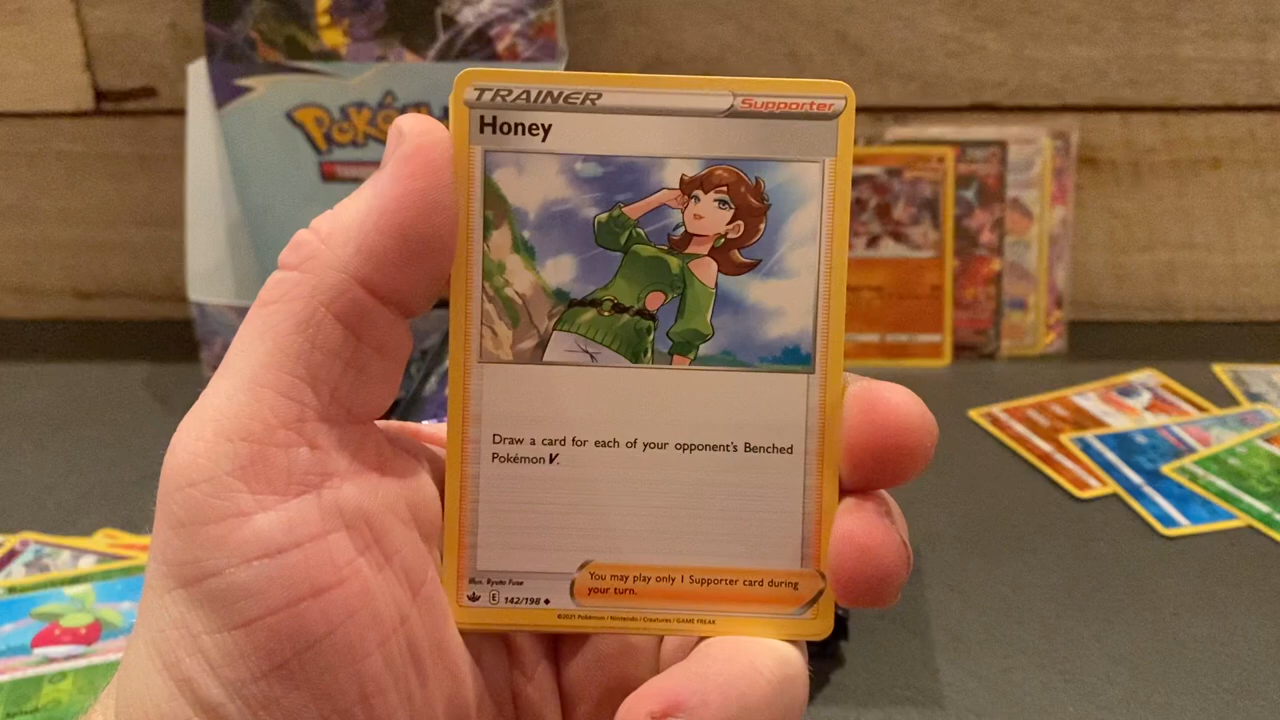 TRAINER
Supporter
Honey
Draw a card for each of your opponent's Benched
Pokémon V.
Illus. Ryuta Fuse
E 142/198
You may play only 1 Supporter card during
your turn.
©2021 Pokémon / Nintendo / Creatures / GAME FREAK